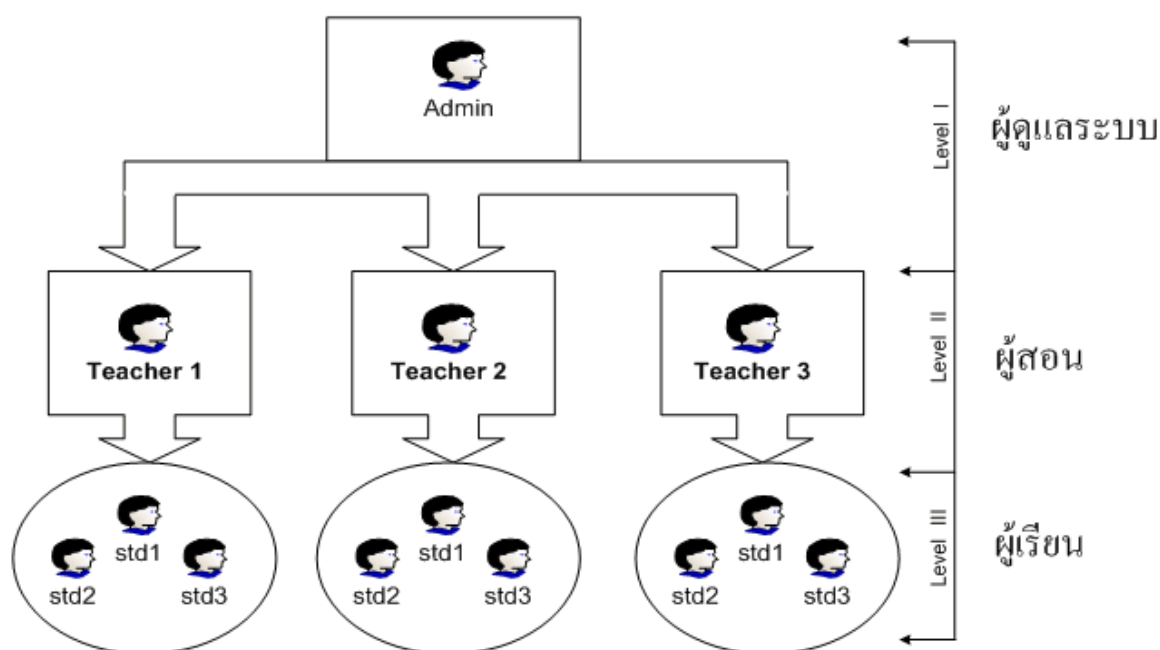 Admin
Level I
ผู้ดูแลระบบ
Teacher 1
Teacher 2
Teacher 3
Level II
ผู้สอน
std1
std2
std3
std1
std2
std3
std1
std2
std3
Level III
ผู้เรียน